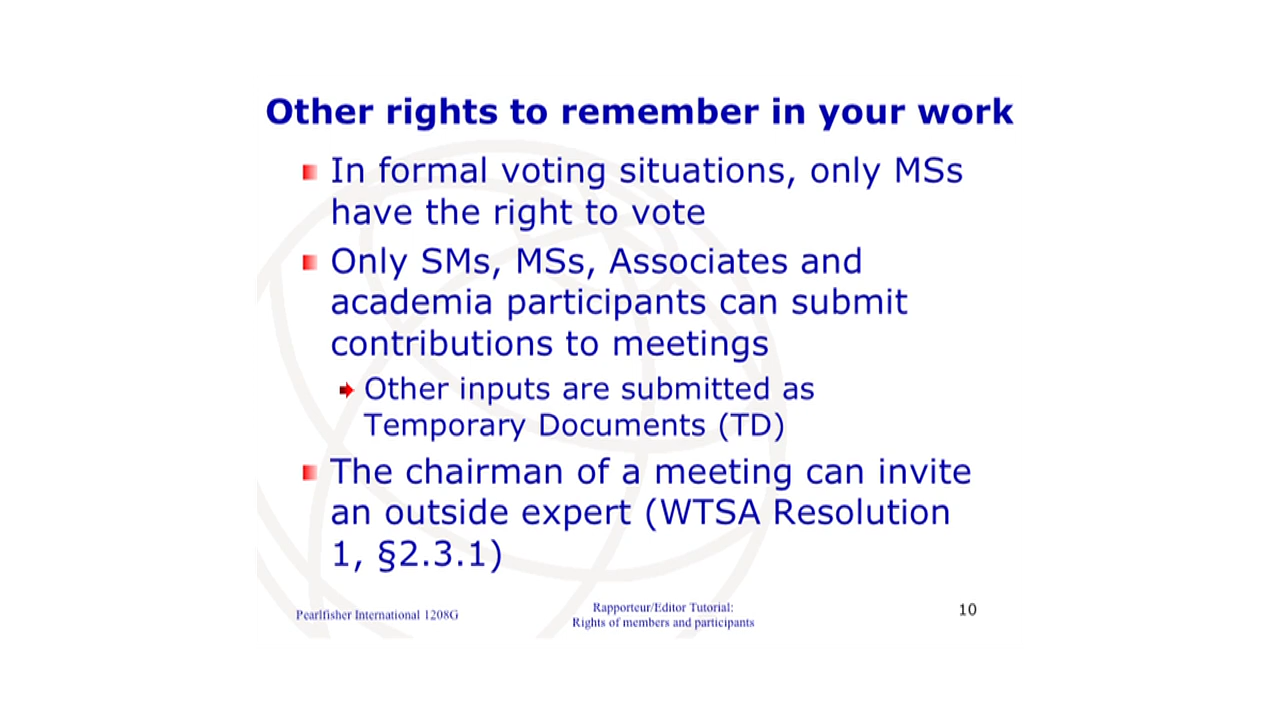 Other rights to remember in your work
In formal voting situations, only MSs
have the right to vote
Only SMs, MSs, Associates and
academia participants can submit
contributions to meetings
Other inputs are submitted as
Temporary Documents (TD)
The chairman of a meeting can invite
an outside expert (WTSA Resolution
1, §2.3.1)
Pearlfisher International 1208G
Rapporteur/Editor Tutorial:
Rights of members and participants
10